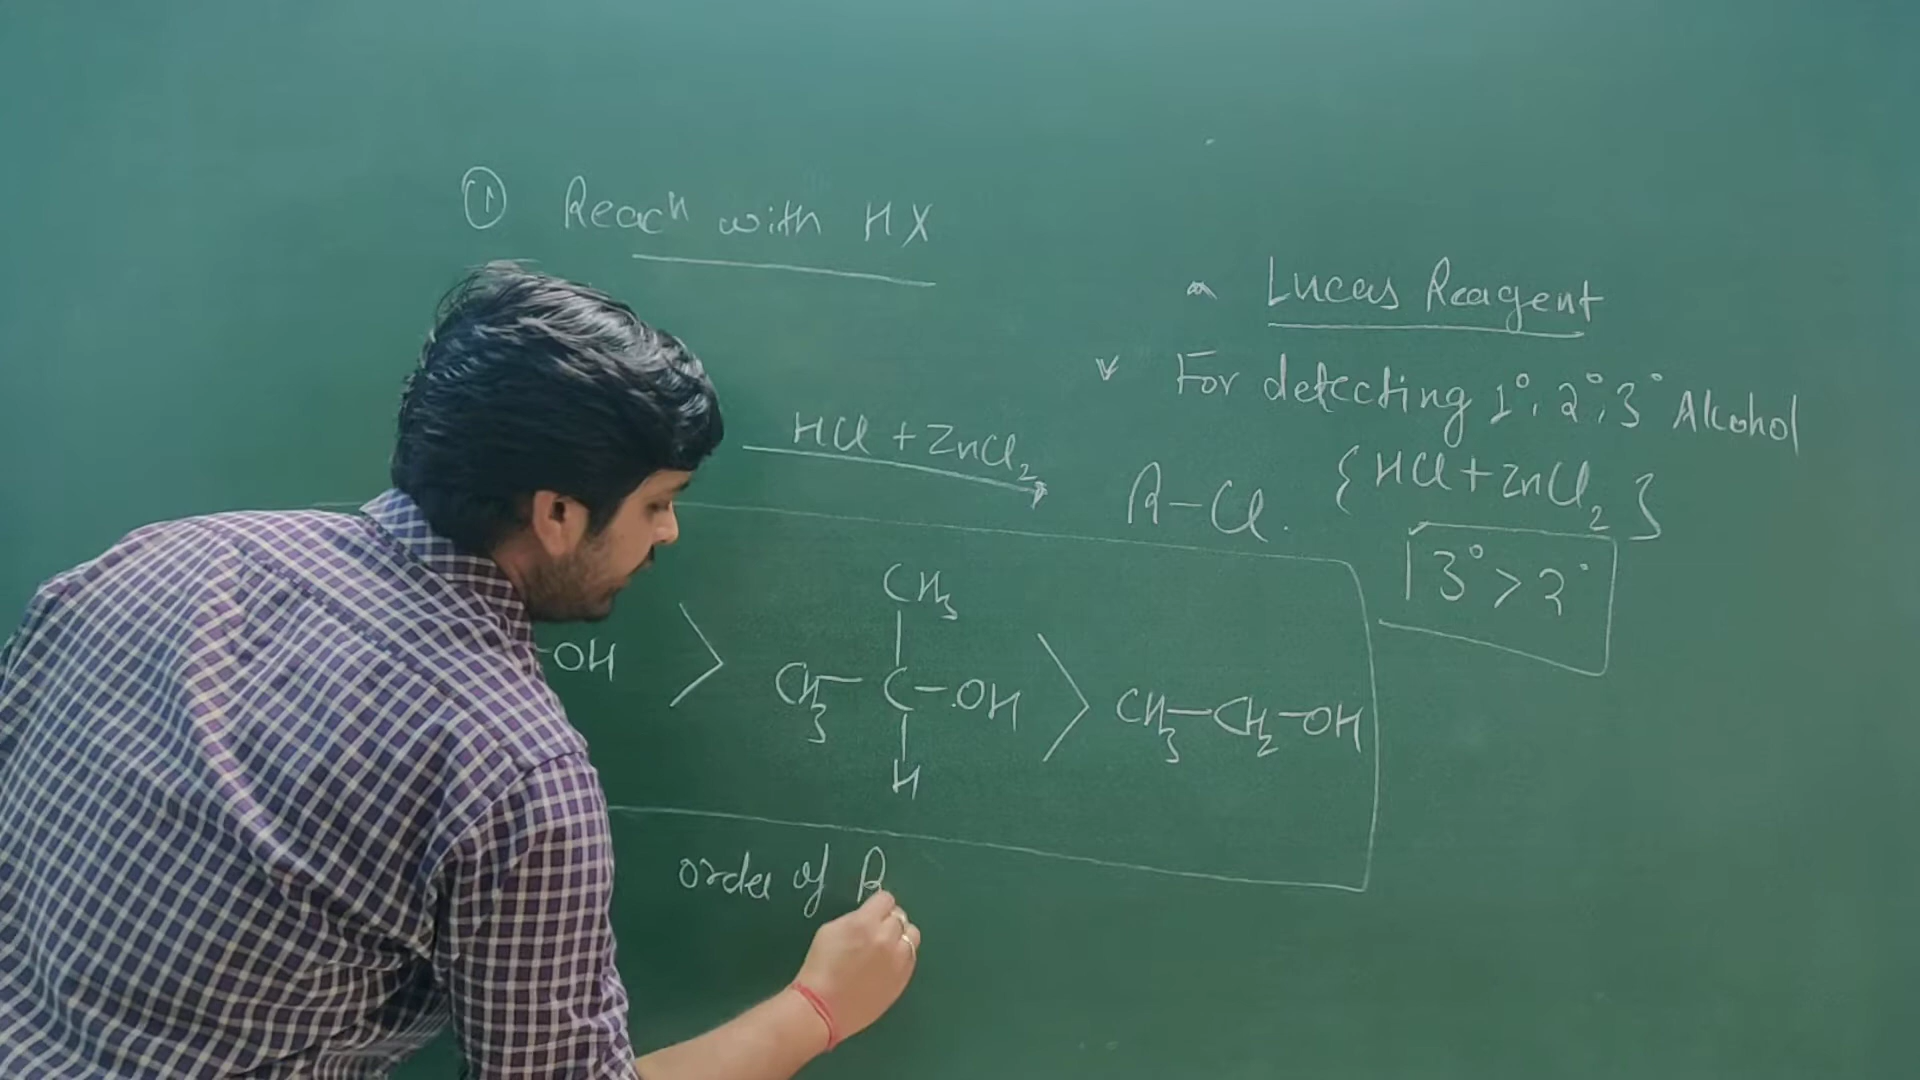 ① Reacⁿ with HX
Lucas Reagent
For detecting 1°, 2°, 3° Alcohol
HCl + ZnCl₂
R-Cl.
{HCl + ZnCl₂}
3° > 2°
CH₃
-OH > CH₃-C-OH > CH₃-CH₂-OH
H
order of R